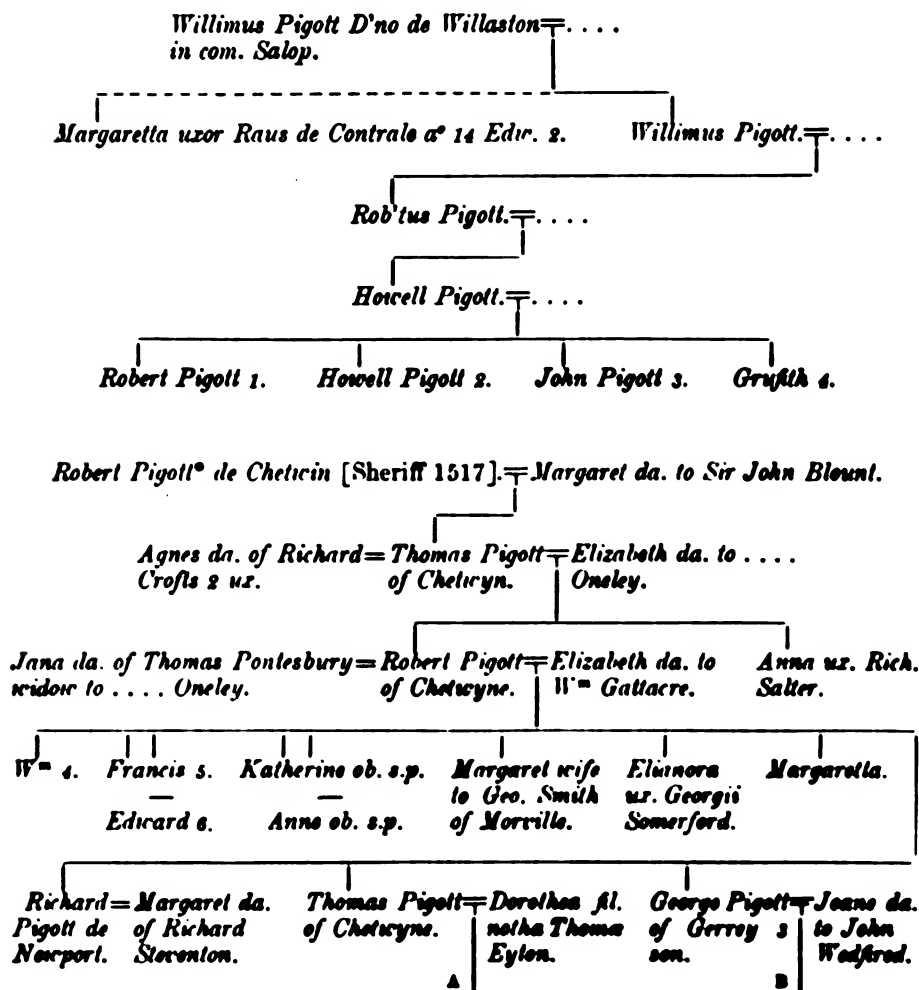 Willimus Pigott D'no de Willaston = . . . .
in com. Salop.
Margaretta uxor Raus de Contrale aº 14 Edw. 2.
Willimus Pigott. = . . . .
Rob'tus Pigott. = . . . .
Howell Pigott. = . . . .
Robert Pigott 1.
Howell Pigott 2.
John Pigott 3.
Grufith 4.
Robert Pigott* de Chetwin [Sheriff 1517]. = Margaret da. to Sir John Blount.
Agnes da. of Richard = Thomas Pigott = Elizabeth da. to . . . .
Crofts 2 ux. of Chetwyn. Oneley.
Jana da. of Thomas Pontesbury = Robert Pigott = Elizabeth da. to
widow to . . . . Oneley. of Chetwyne. Wᵐ Gattacre.
Anna ux. Rich.
Salter.
Wᵐ 4.
Francis 5.
—
Edward 6.
Katherine ob. s.p.
—
Anne ob. s.p.
Margaret wife
to Geo. Smith
of Morville.
Elianora
ux. Georgii
Somerford.
Margaretta.
Richard = Margaret da.
Pigott de of Richard
Newport. Steventon.
Thomas Pigott = Dorothea fil.
of Chetwyne. notha Thomæ
Eyton.
A
George Pigott = Joane da.
of Gerrey 3 to John
son.
B